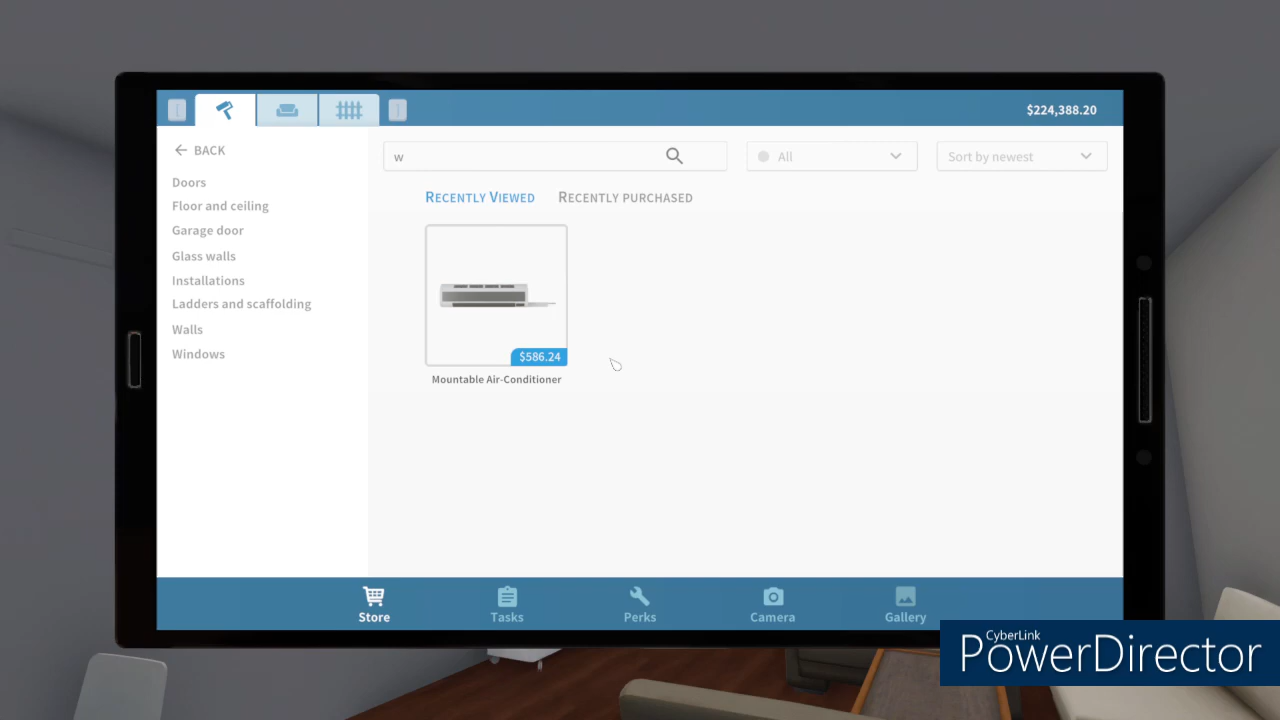 $224,388.20
BACK
w
All
Sort by newest
Doors
Floor and ceiling
Garage door
Glass walls
Installations
Ladders and scaffolding
Walls
Windows
RECENTLY VIEWED
RECENTLY PURCHASED
$586.24
Mountable Air-Conditioner
Store
Tasks
Perks
Camera
Gallery
CyberLink
PowerDirector